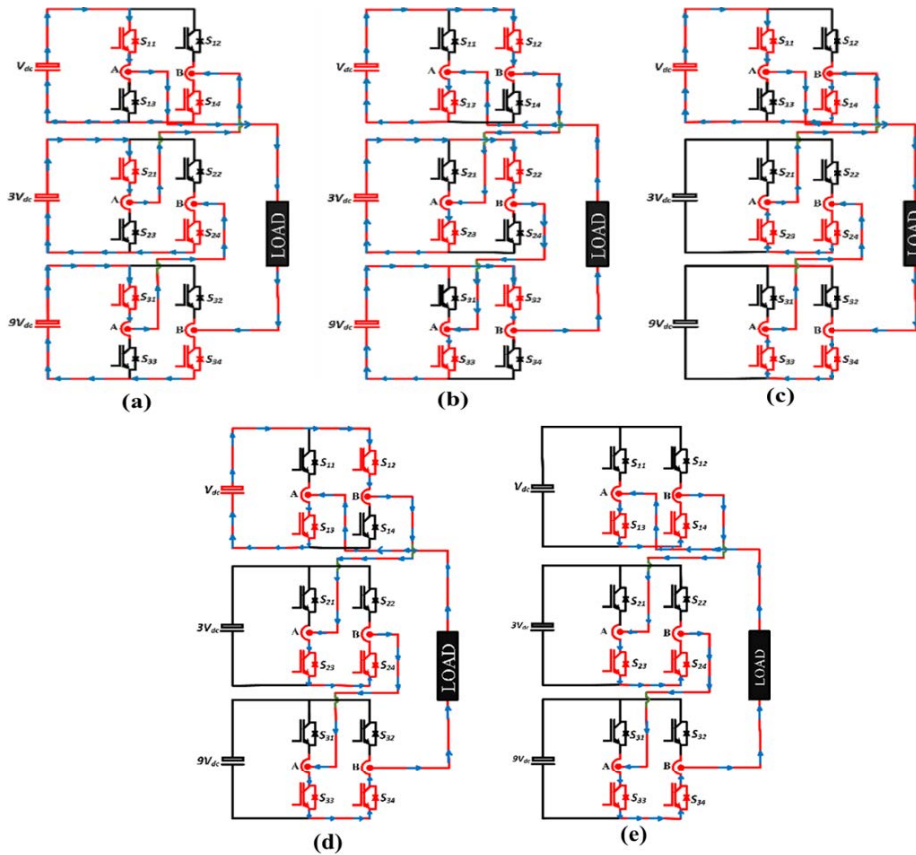 S11 S12
Vdc A B
S13 S14
S21 S22
3Vdc A B
S23 S24
S31 S32
9Vdc A B
S33 S34
LOAD
(a)
S11 S12
Vdc A B
S13 S14
S21 S22
3Vdc A B
S23 S24
S31 S32
9Vdc A B
S33 S34
LOAD
(b)
S11 S12
Vdc A B
S13 S14
S21 S22
3Vdc A B
S23 S24
S31 S32
9Vdc A B
S33 S34
LOAD
(c)
S11 S12
Vdc A B
S13 S14
S21 S22
3Vdc A B
S23 S24
S31 S32
9Vdc A B
S33 S34
LOAD
(d)
S11 S12
Vdc A B
S13 S14
S21 S22
3Vdc A B
S23 S24
S31 S32
9Vdc A B
S33 S34
LOAD
(e)